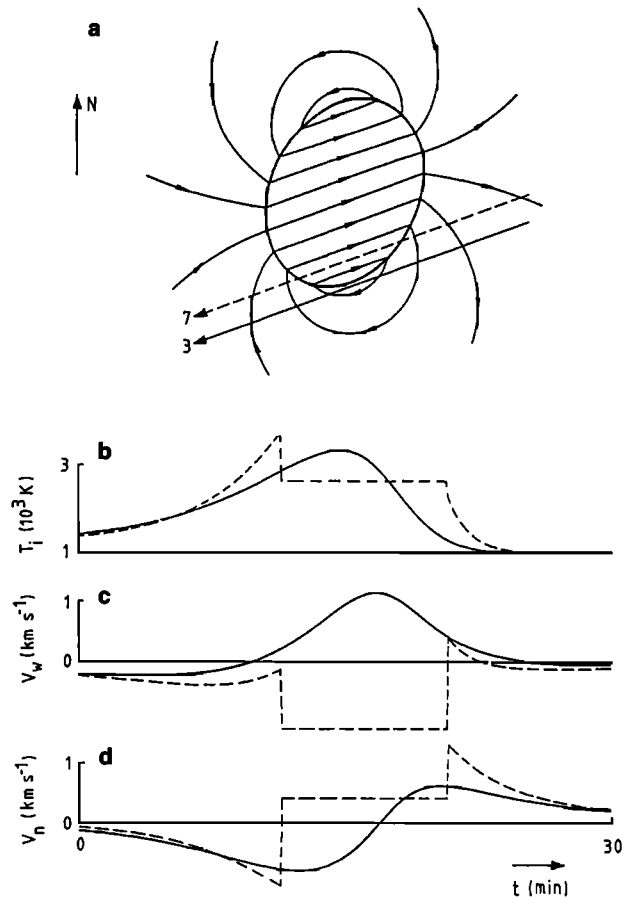 a
N
7
3
b
3
1
T_i (10^3 K)
c
1
0
V_w (km s^-1)
d
1
0
V_n (km s^-1)
0
30
t (min)